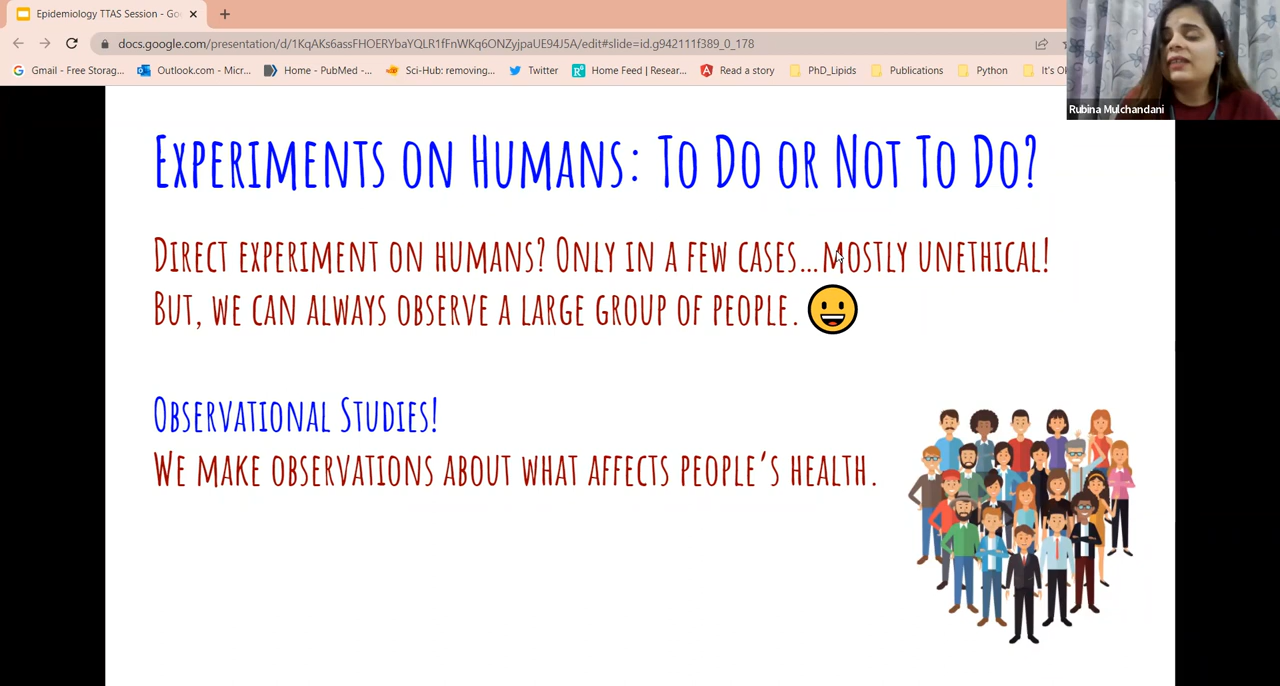 Epidemiology TTAS Session - Go
docs.google.com/presentation/d/1KqAKs6assFHOERYbaYQLR1fFnWKq6ONZyjpaUE94J5A/edit#slide=id.g942111f389_0_178
Gmail - Free Storag... Outlook.com - Micr... Home - PubMed -... Sci-Hub: removing... Twitter Home Feed | Resear... Read a story PhD_Lipids Publications Python It's O
Rubina Mulchandani
Experiments on Humans: To Do or Not To Do?
Direct experiment on humans? Only in a few cases...mostly unethical!
But, we can always observe a large group of people.
Observational Studies!
We make observations about what affects people's health.